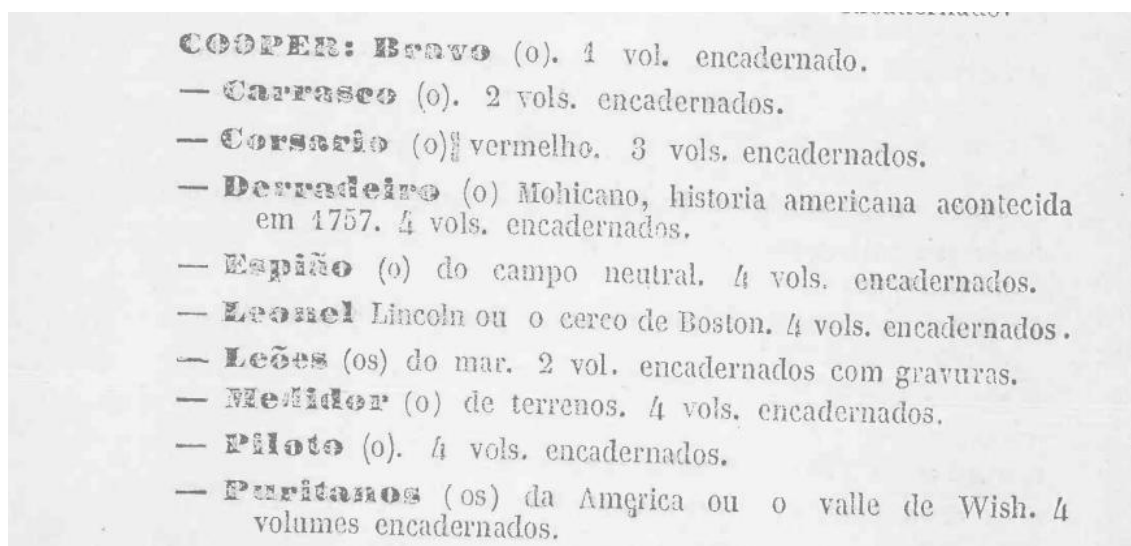 COOPER: Bravo (o). 1 vol. encadernado.
— Carrasco (o). 2 vols. encadernados.
— Corsario (o) vermelho. 3 vols. encadernados.
— Derradeiro (o) Mohicano, historia americana acontecida
em 1757. 4 vols. encadernados.
— Espião (o) do campo neutral. 4 vols. encadernados.
— Leonel Lincoln ou o cerco de Boston. 4 vols. encadernados.
— Leões (os) do mar. 2 vol. encadernados com gravuras.
— Medidor (o) de terrenos. 4 vols. encadernados.
— Piloto (o). 4 vols. encadernados.
— Puritanos (os) da America ou o valle de Wish. 4
volumes encadernados.